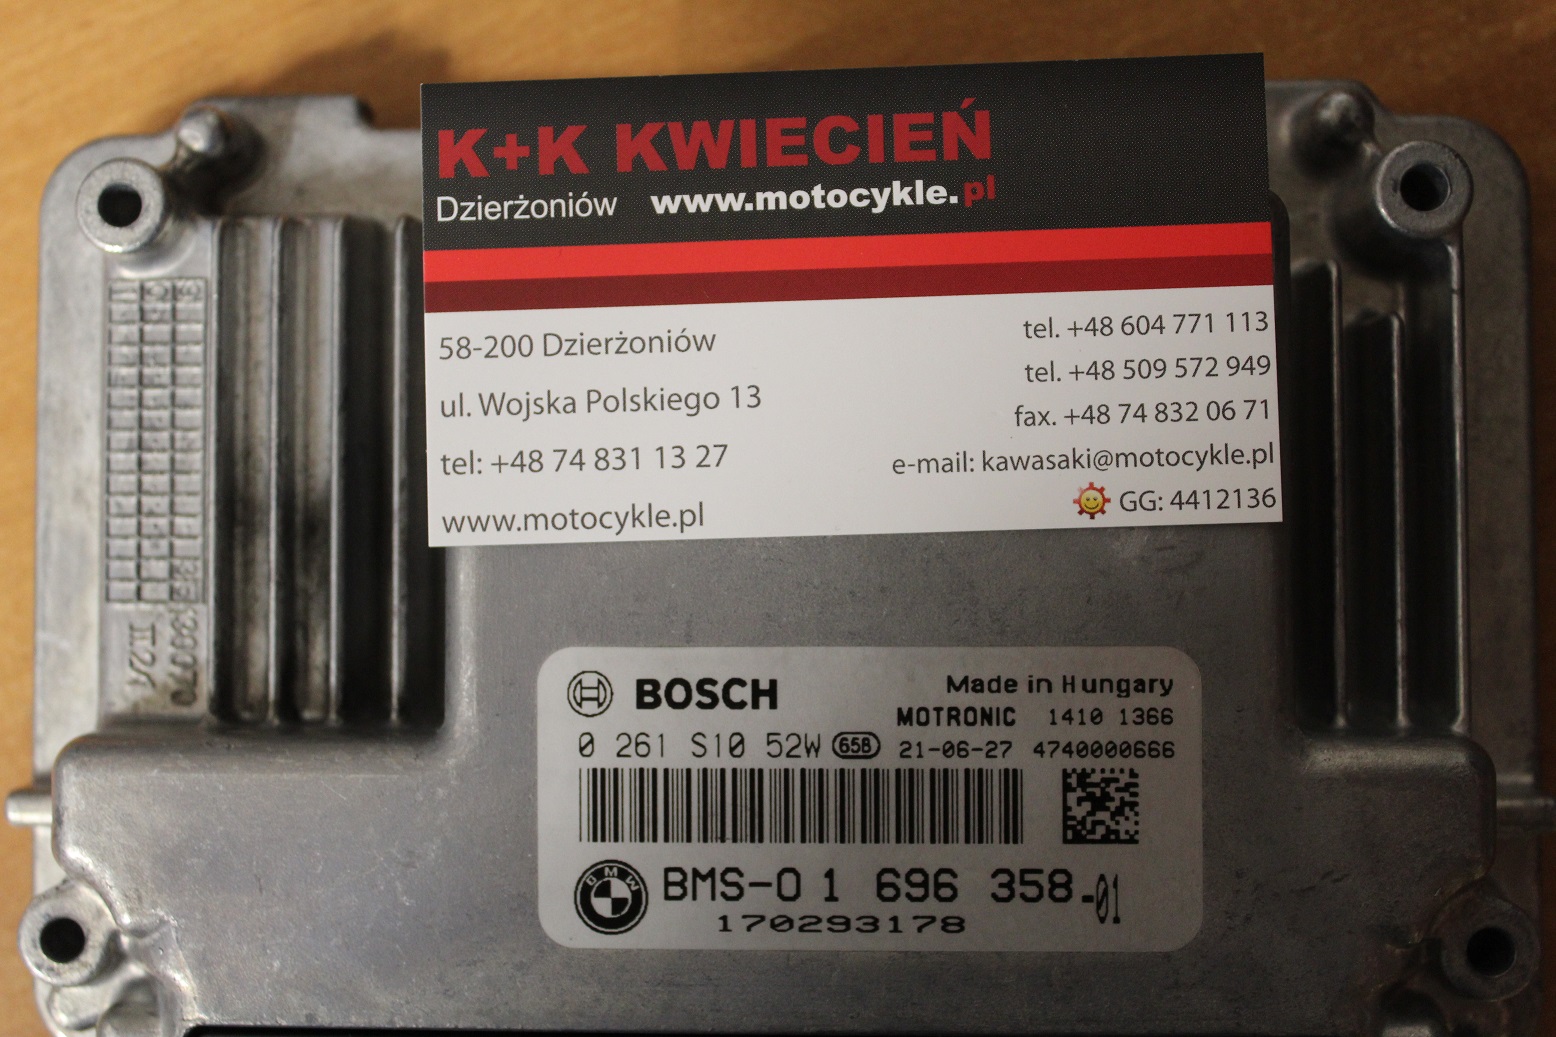 K+K KWIECIEŃ
Dzierżoniów www.motocykle.pl
58-200 Dzierżoniów
ul. Wojska Polskiego 13
tel: +48 74 831 13 27
www.motocykle.pl
tel. +48 604 771 113
tel. +48 509 572 949
fax. +48 74 832 06 71
e-mail: kawasaki@motocykle.pl
GG: 4412136
BOSCH
Made in Hungary
MOTRONIC 1410 1366
0 261 S10 52W 658 21-06-27 4740000666
BMW
BMS-O 1 696 358-01
170293178